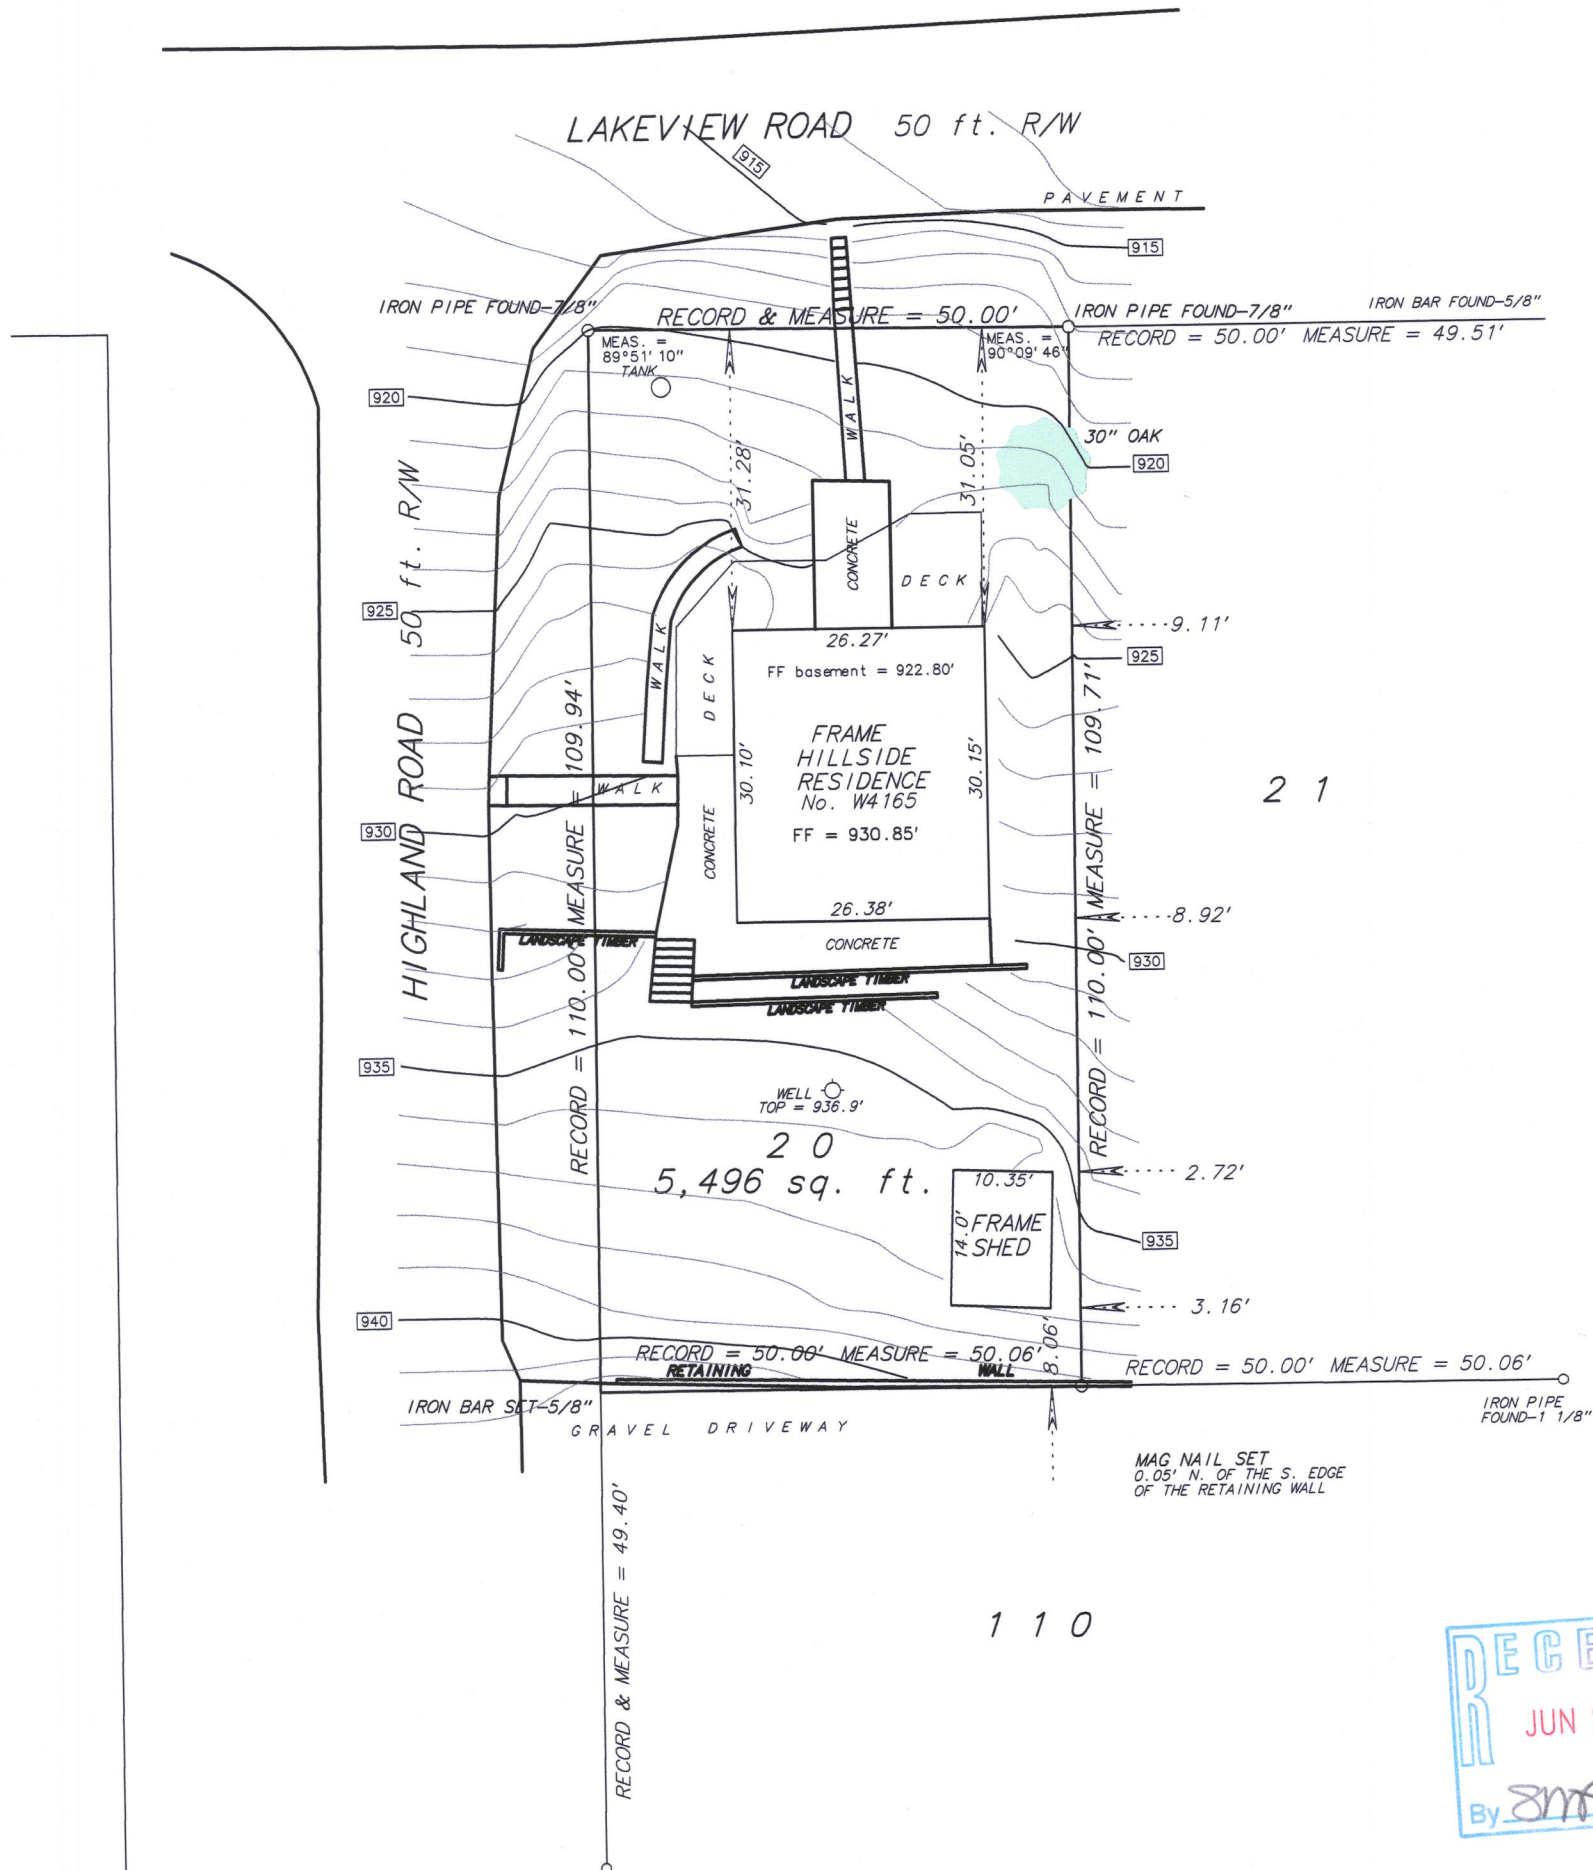 LAKEVIEW ROAD 50 ft. R/W
915
PAVEMENT
915
IRON PIPE FOUND-7/8"
RECORD & MEASURE = 50.00'
IRON PIPE FOUND-7/8"
IRON BAR FOUND-5/8"
RECORD = 50.00' MEASURE = 49.51'
MEAS. =
89°51'10"
MEAS. =
90°09'46"
TANK
920
WALK
30" OAK
920
31.28'
31.05'
HIGHLAND ROAD 50 ft. R/W
CONCRETE
DECK
925
9.11'
26.27'
925
WALK
DECK
FF basement = 922.80'
RECORD = 110.00' MEASURE = 109.94'
RECORD = 110.00' MEASURE = 109.71'
FRAME
HILLSIDE
RESIDENCE
No. W4165
FF = 930.85'
30.10'
30.15'
21
WALK
930
CONCRETE
26.38'
8.92'
LANDSCAPE TIMBER
CONCRETE
930
LANDSCAPE TIMBER
LANDSCAPE TIMBER
935
WELL
TOP = 936.9'
20
5,496 sq. ft.
10.35'
2.72'
14.0'
FRAME
SHED
935
3.16'
940
8.06'
RECORD = 50.00' MEASURE = 50.06'
RETAINING WALL
RECORD = 50.00' MEASURE = 50.06'
IRON BAR SET-5/8"
IRON PIPE
FOUND-1 1/8"
GRAVEL DRIVEWAY
MAG NAIL SET
0.05' N. OF THE S. EDGE
OF THE RETAINING WALL
RECORD & MEASURE = 49.40'
110
RECE
JUN
By